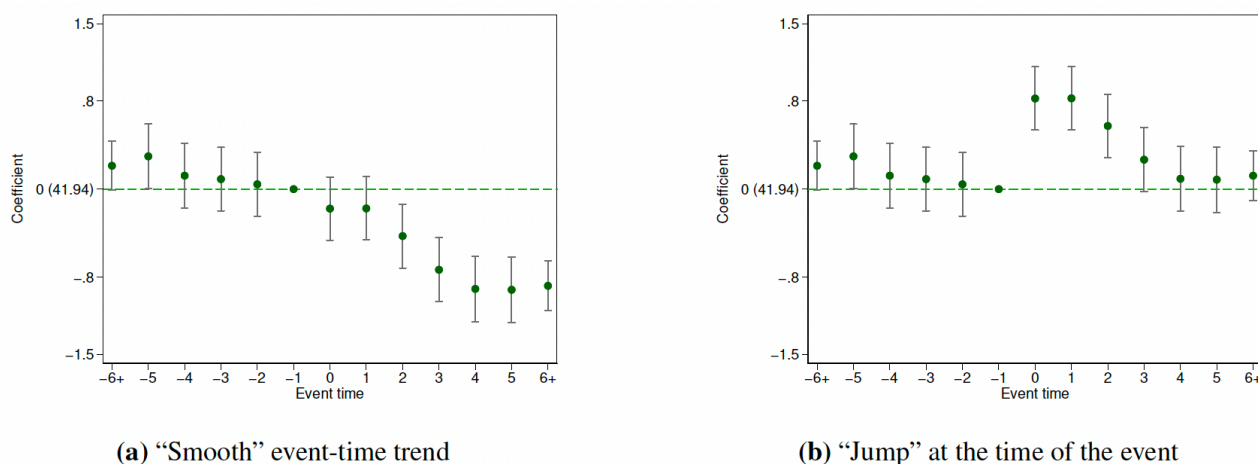 1.5
.8
0 (41.94)
−.8
−1.5
Coefficient
−6+ −5 −4 −3 −2 −1 0 1 2 3 4 5 6+
Event time
(a) “Smooth” event-time trend
1.5
.8
0 (41.94)
−.8
−1.5
Coefficient
−6+ −5 −4 −3 −2 −1 0 1 2 3 4 5 6+
Event time
(b) “Jump” at the time of the event